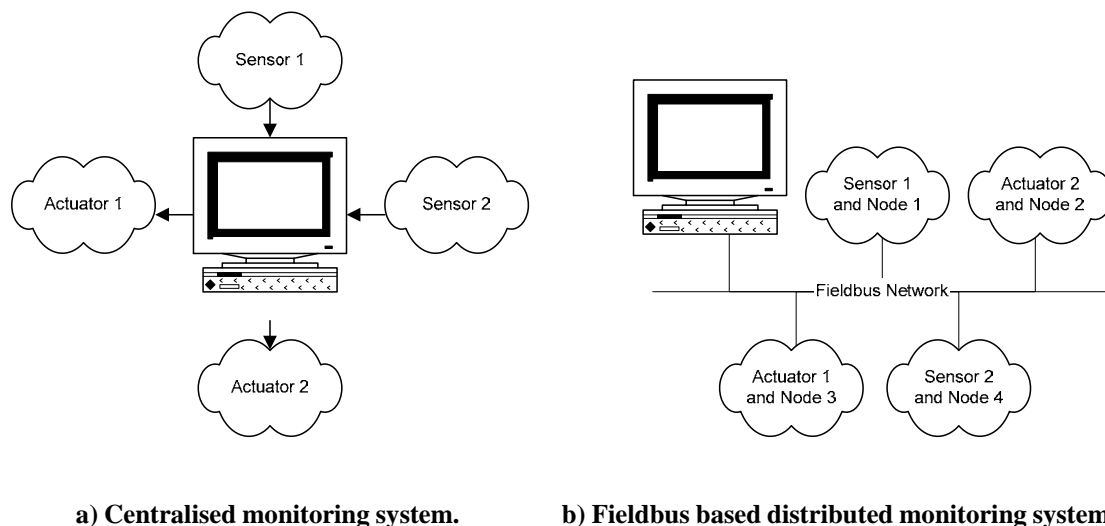 Sensor 1
Actuator 1
Sensor 2
Actuator 2
Sensor 1
and Node 1
Actuator 2
and Node 2
Fieldbus Network
Actuator 1
and Node 3
Sensor 2
and Node 4
a) Centralised monitoring system.
b) Fieldbus based distributed monitoring system